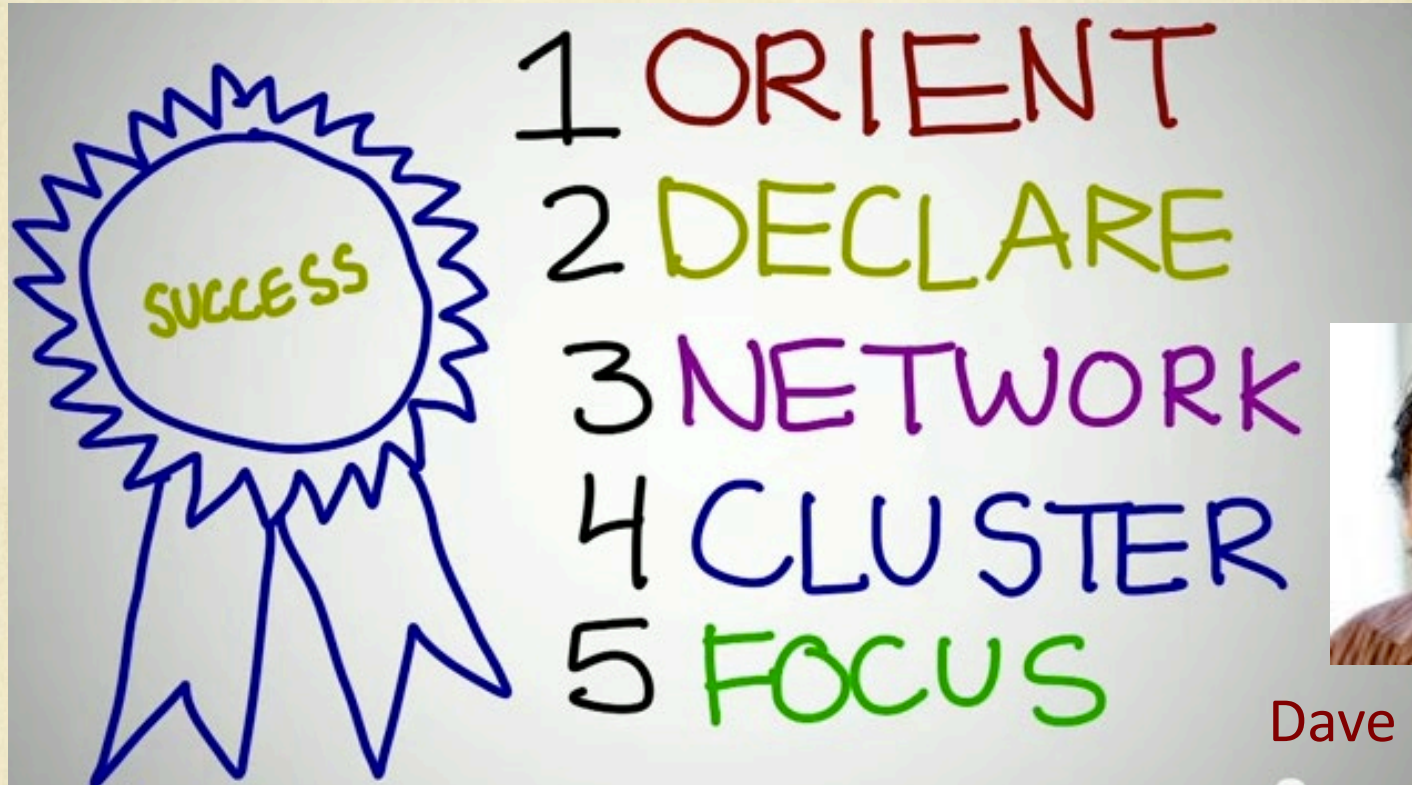 SUCCESS
1 ORIENT
2 DECLARE
3 NETWORK
4 CLUSTER
5 FOCUS
Dave